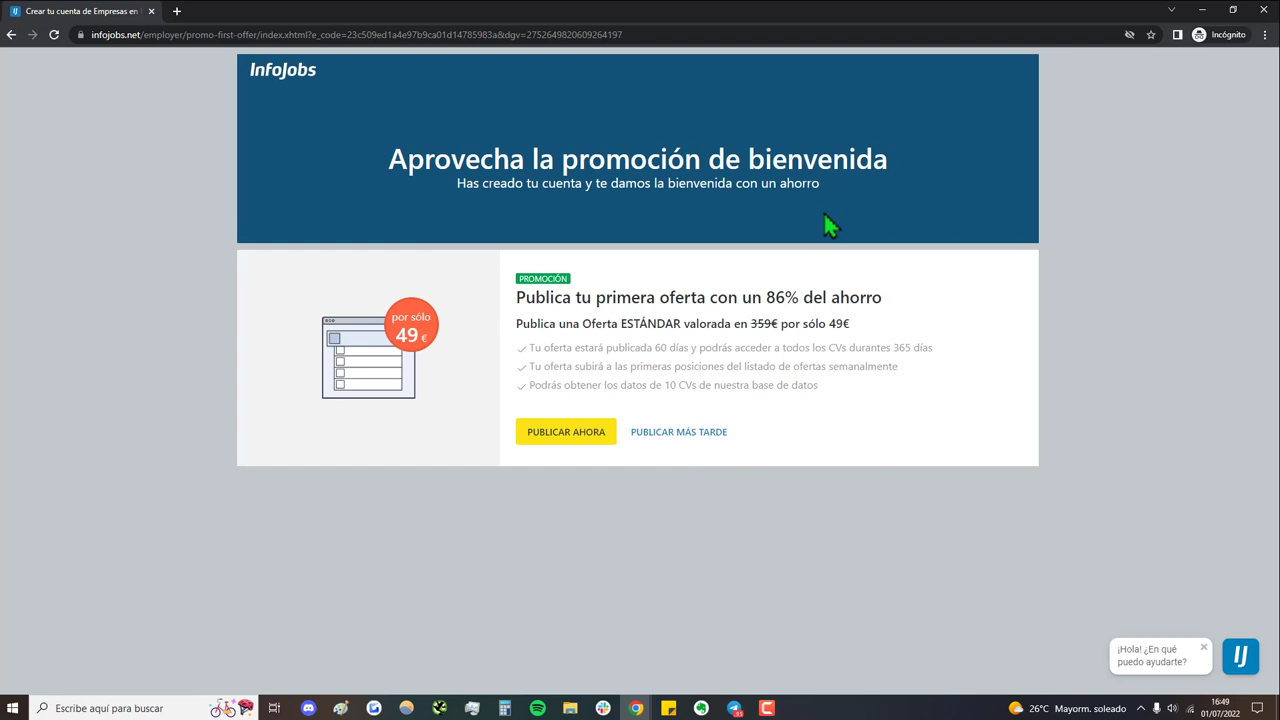 Crear tu cuenta de Empresas en
infojobs.net/employer/promo-first-offer/index.xhtml?e_code=23c509ed1a4e97b9ca01d14785983a&dgv=2752649820609264197
Incógnito
InfoJobs
Aprovecha la promoción de bienvenida
Has creado tu cuenta y te damos la bienvenida con un ahorro
PROMOCIÓN
Publica tu primera oferta con un 86% del ahorro
por sólo
49 €
Publica una Oferta ESTÁNDAR valorada en 359€ por sólo 49€
Tu oferta estará publicada 60 días y podrás acceder a todos los CVs durantes 365 días
Tu oferta subirá a las primeras posiciones del listado de ofertas semanalmente
Podrás obtener los datos de 10 CVs de nuestra base de datos
PUBLICAR AHORA
PUBLICAR MÁS TARDE
¡Hola! ¿En qué
puedo ayudarte?
IJ
Escribe aquí para buscar
26°C
Mayorm. soleado
16:49
01/07/2022